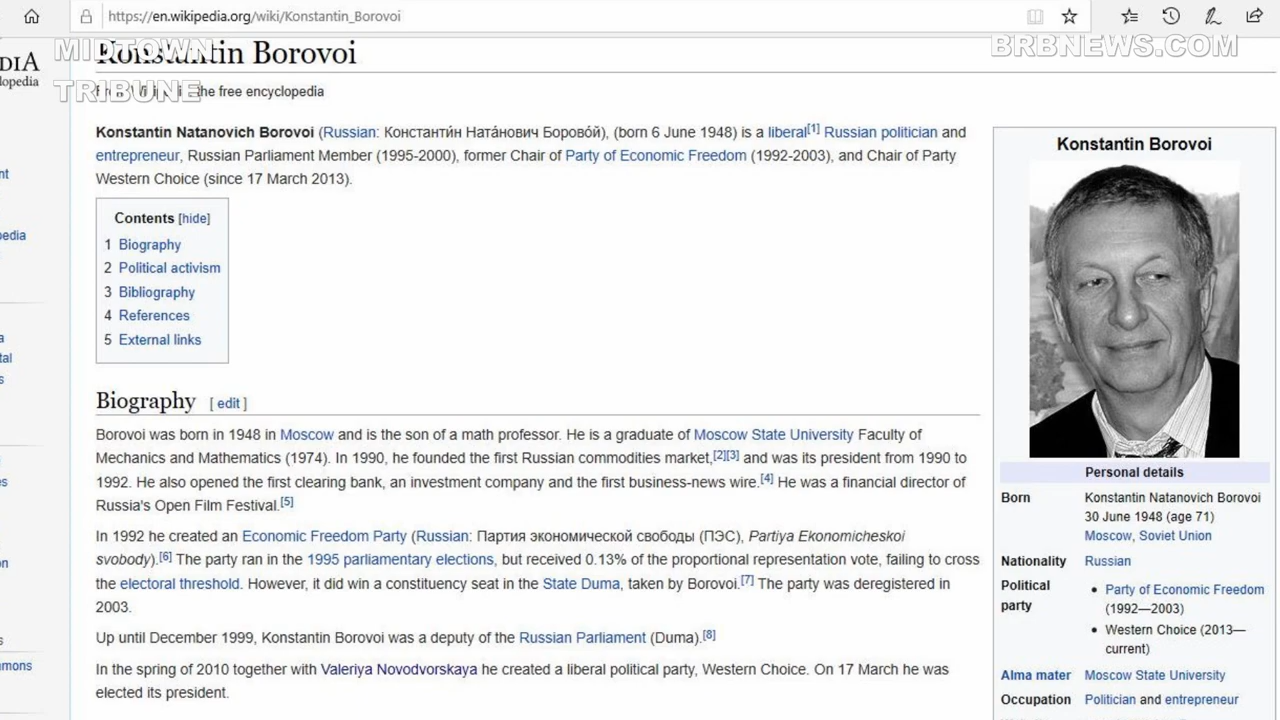 https://en.wikipedia.org/wiki/Konstantin_Borovoi
MIDTOWN
TRIBUNE
BRBNEWS.COM
Konstantin Borovoi
the free encyclopedia
Konstantin Natanovich Borovoi (Russian: Константи́н Ната́нович Борово́й), (born 6 June 1948) is a liberal[1] Russian politician and
entrepreneur, Russian Parliament Member (1995-2000), former Chair of Party of Economic Freedom (1992-2003), and Chair of Party
Western Choice (since 17 March 2013).
Contents [hide]
1 Biography
2 Political activism
3 Bibliography
4 References
5 External links
Biography [ edit ]
Borovoi was born in 1948 in Moscow and is the son of a math professor. He is a graduate of Moscow State University Faculty of
Mechanics and Mathematics (1974). In 1990, he founded the first Russian commodities market,[2][3] and was its president from 1990 to
1992. He also opened the first clearing bank, an investment company and the first business-news wire.[4] He was a financial director of
Russia's Open Film Festival.[5]
In 1992 he created an Economic Freedom Party (Russian: Партия экономической свободы (ПЭС), Partiya Ekonomicheskoi
svobody).[6] The party ran in the 1995 parliamentary elections, but received 0.13% of the proportional representation vote, failing to cross
the electoral threshold. However, it did win a constituency seat in the State Duma, taken by Borovoi.[7] The party was deregistered in
2003.
Up until December 1999, Konstantin Borovoi was a deputy of the Russian Parliament (Duma).[8]
In the spring of 2010 together with Valeriya Novodvorskaya he created a liberal political party, Western Choice. On 17 March he was
elected its president.
Konstantin Borovoi
Personal details
Born Konstantin Natanovich Borovoi
30 June 1948 (age 71)
Moscow, Soviet Union
Nationality Russian
Political party
• Party of Economic Freedom
(1992—2003)
• Western Choice (2013—
current)
Alma mater Moscow State University
Occupation Politician and entrepreneur